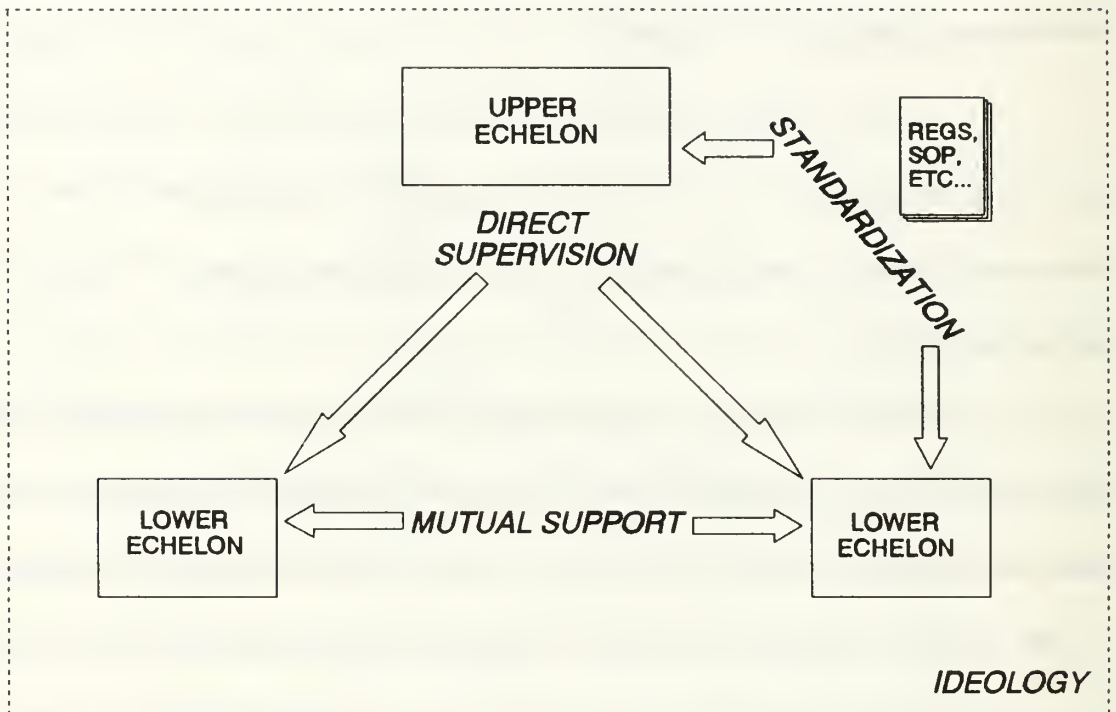 UPPER
ECHELON
REGS,
SOP,
ETC...
STANDARDIZATION
DIRECT
SUPERVISION
LOWER
ECHELON
MUTUAL SUPPORT
LOWER
ECHELON
IDEOLOGY